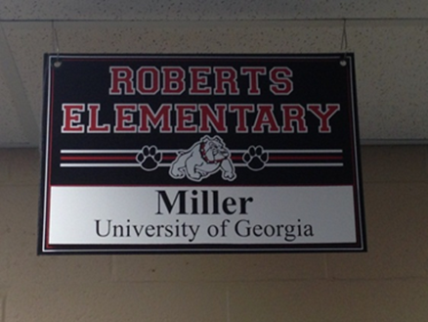 ROBERTS
ELEMENTARY
Miller
University of Georgia